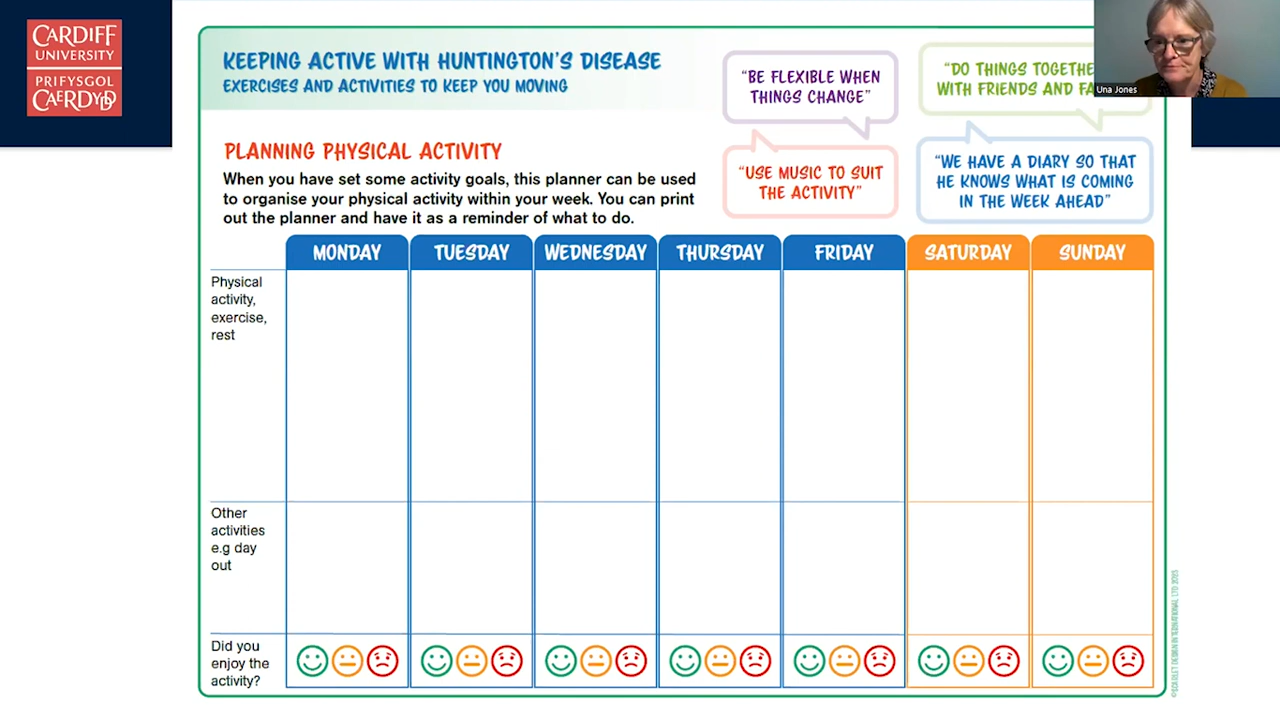 CARDIFF
UNIVERSITY
PRIFYSGOL
CAERDYDD
KEEPING ACTIVE WITH HUNTINGTON'S DISEASE
EXERCISES AND ACTIVITIES TO KEEP YOU MOVING
"BE FLEXIBLE WHEN
THINGS CHANGE"
"DO THINGS
WITH FRIENDS AND
Una Jones
PLANNING PHYSICAL ACTIVITY
When you have set some activity goals, this planner can be used
to organise your physical activity within your week. You can print
out the planner and have it as a reminder of what to do.
"USE MUSIC TO SUIT
THE ACTIVITY"
"WE HAVE A DIARY SO THAT
HE KNOWS WHAT IS COMING
IN THE WEEK AHEAD"
MONDAY TUESDAY WEDNESDAY THURSDAY FRIDAY SATURDAY SUNDAY
Physical
activity,
exercise,
rest
Other
activities
e.g day
out
Did you
enjoy the
activity?